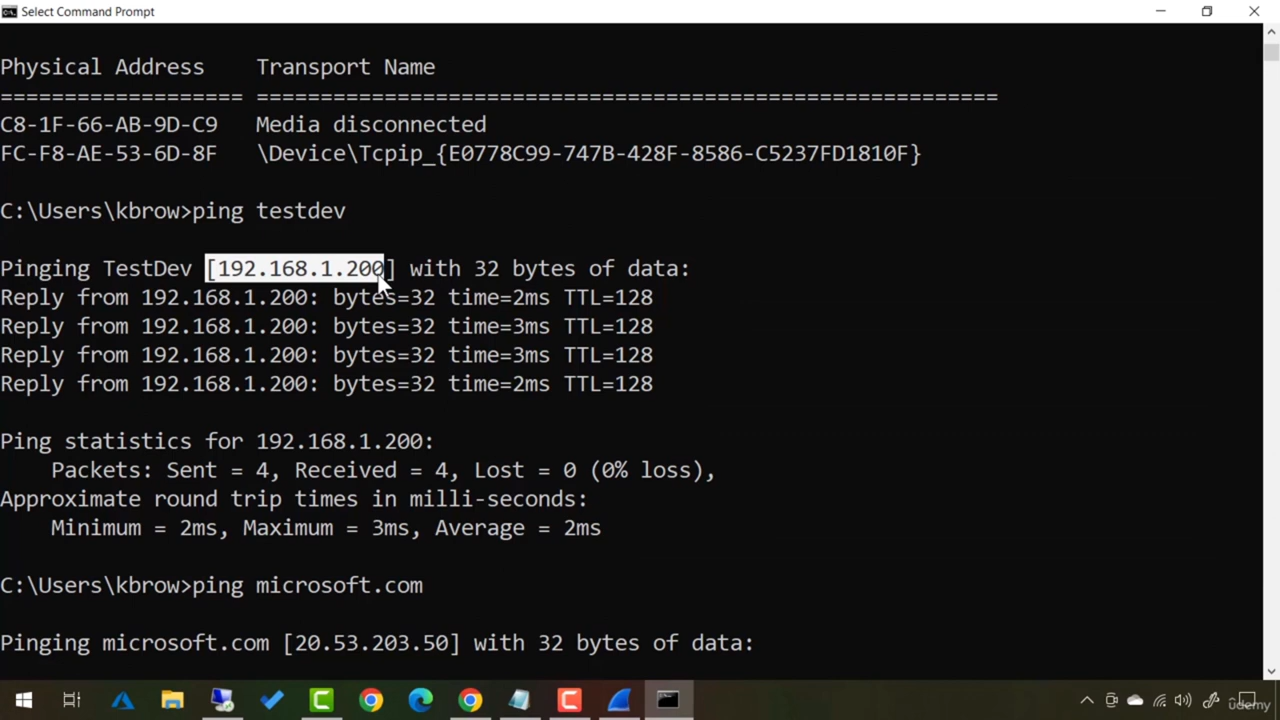 Select Command Prompt
Physical Address    Transport Name
=================== ==========================================================
C8-1F-66-AB-9D-C9   Media disconnected
FC-F8-AE-53-6D-8F   \Device\Tcpip_{E0778C99-747B-428F-8586-C5237FD1810F}
C:\Users\kbrow>ping testdev
Pinging TestDev [192.168.1.200] with 32 bytes of data:
Reply from 192.168.1.200: bytes=32 time=2ms TTL=128
Reply from 192.168.1.200: bytes=32 time=3ms TTL=128
Reply from 192.168.1.200: bytes=32 time=3ms TTL=128
Reply from 192.168.1.200: bytes=32 time=2ms TTL=128
Ping statistics for 192.168.1.200:
    Packets: Sent = 4, Received = 4, Lost = 0 (0% loss),
Approximate round trip times in milli-seconds:
    Minimum = 2ms, Maximum = 3ms, Average = 2ms
C:\Users\kbrow>ping microsoft.com
Pinging microsoft.com [20.53.203.50] with 32 bytes of data:
udemy